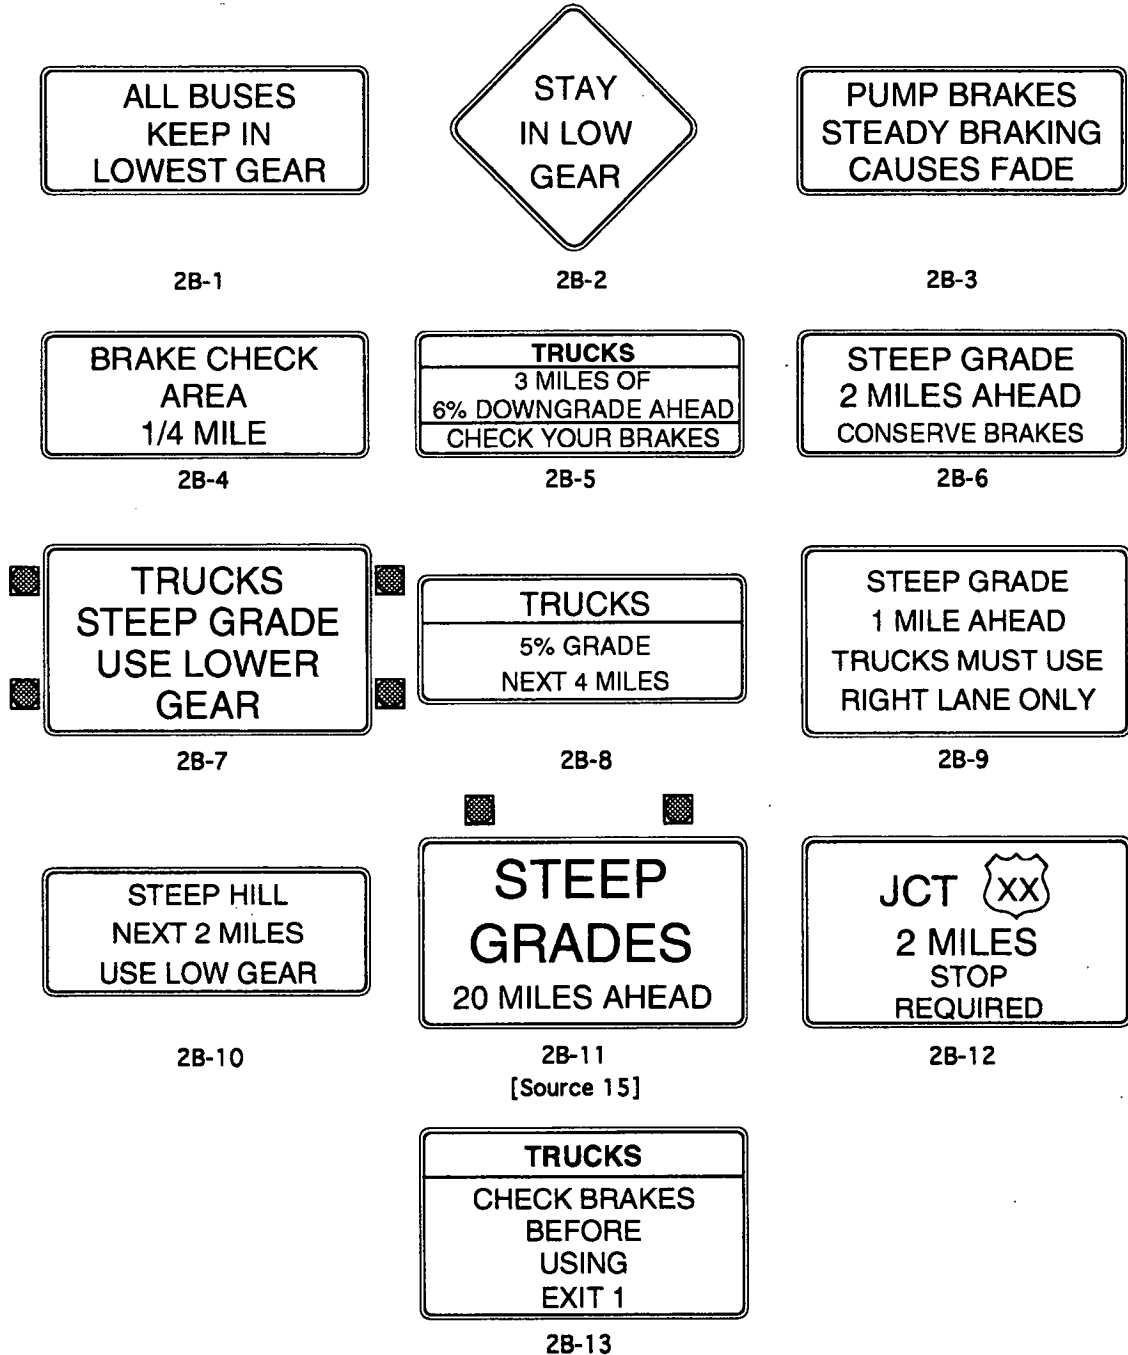 ALL BUSES
KEEP IN
LOWEST GEAR
2B-1
STAY
IN LOW
GEAR
2B-2
PUMP BRAKES
STEADY BRAKING
CAUSES FADE
2B-3
BRAKE CHECK
AREA
1/4 MILE
2B-4
TRUCKS
3 MILES OF
6% DOWNGRADE AHEAD
CHECK YOUR BRAKES
2B-5
STEEP GRADE
2 MILES AHEAD
CONSERVE BRAKES
2B-6
TRUCKS
STEEP GRADE
USE LOWER
GEAR
2B-7
TRUCKS
5% GRADE
NEXT 4 MILES
2B-8
STEEP GRADE
1 MILE AHEAD
TRUCKS MUST USE
RIGHT LANE ONLY
2B-9
STEEP HILL
NEXT 2 MILES
USE LOW GEAR
2B-10
STEEP
GRADES
20 MILES AHEAD
2B-11
[Source 15]
JCT XX
2 MILES
STOP
REQUIRED
2B-12
TRUCKS
CHECK BRAKES
BEFORE
USING
EXIT 1
2B-13